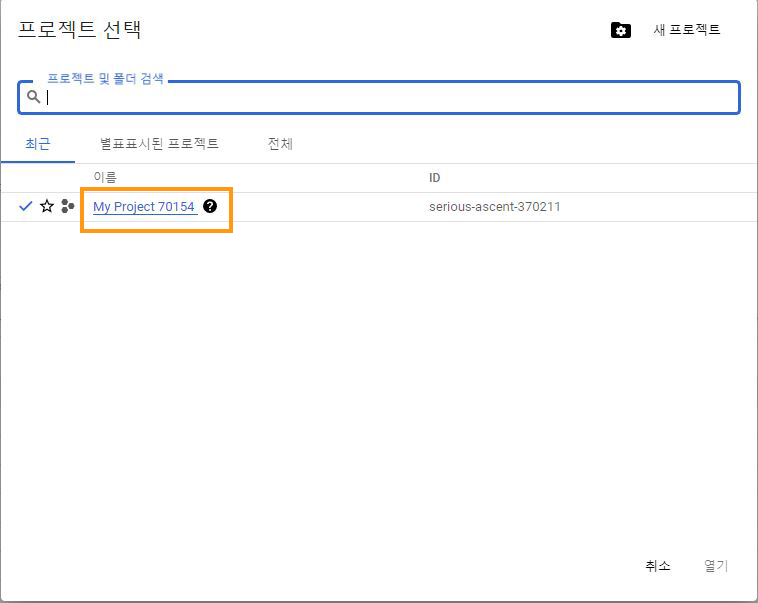 프로젝트 선택
새 프로젝트
프로젝트 및 폴더 검색
최근 별표표시된 프로젝트 전체
이름 ID
My Project 70154 serious-ascent-370211
취소 열기